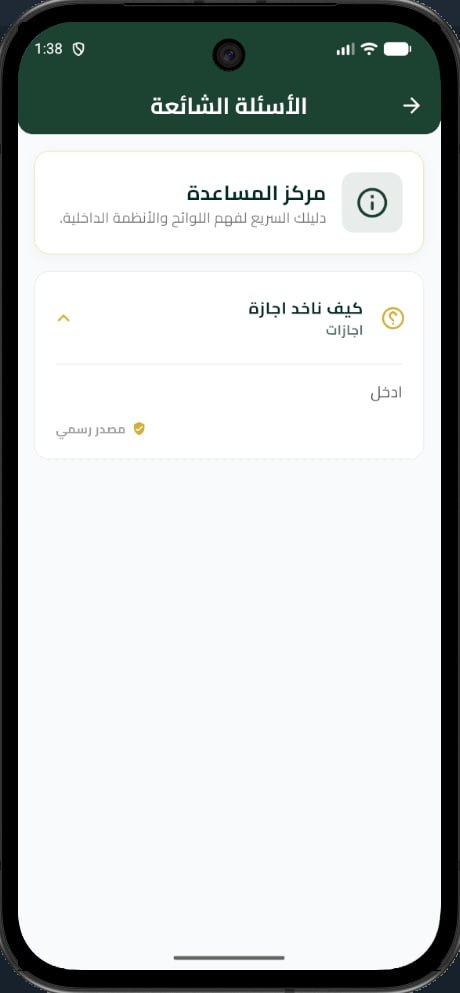 1:38
الأسئلة الشائعة
مركز المساعدة
دليلك السريع لفهم اللوائح والأنظمة الداخلية.
كيف ناخد اجازة
اجازات
ادخل
مصدر رسمي